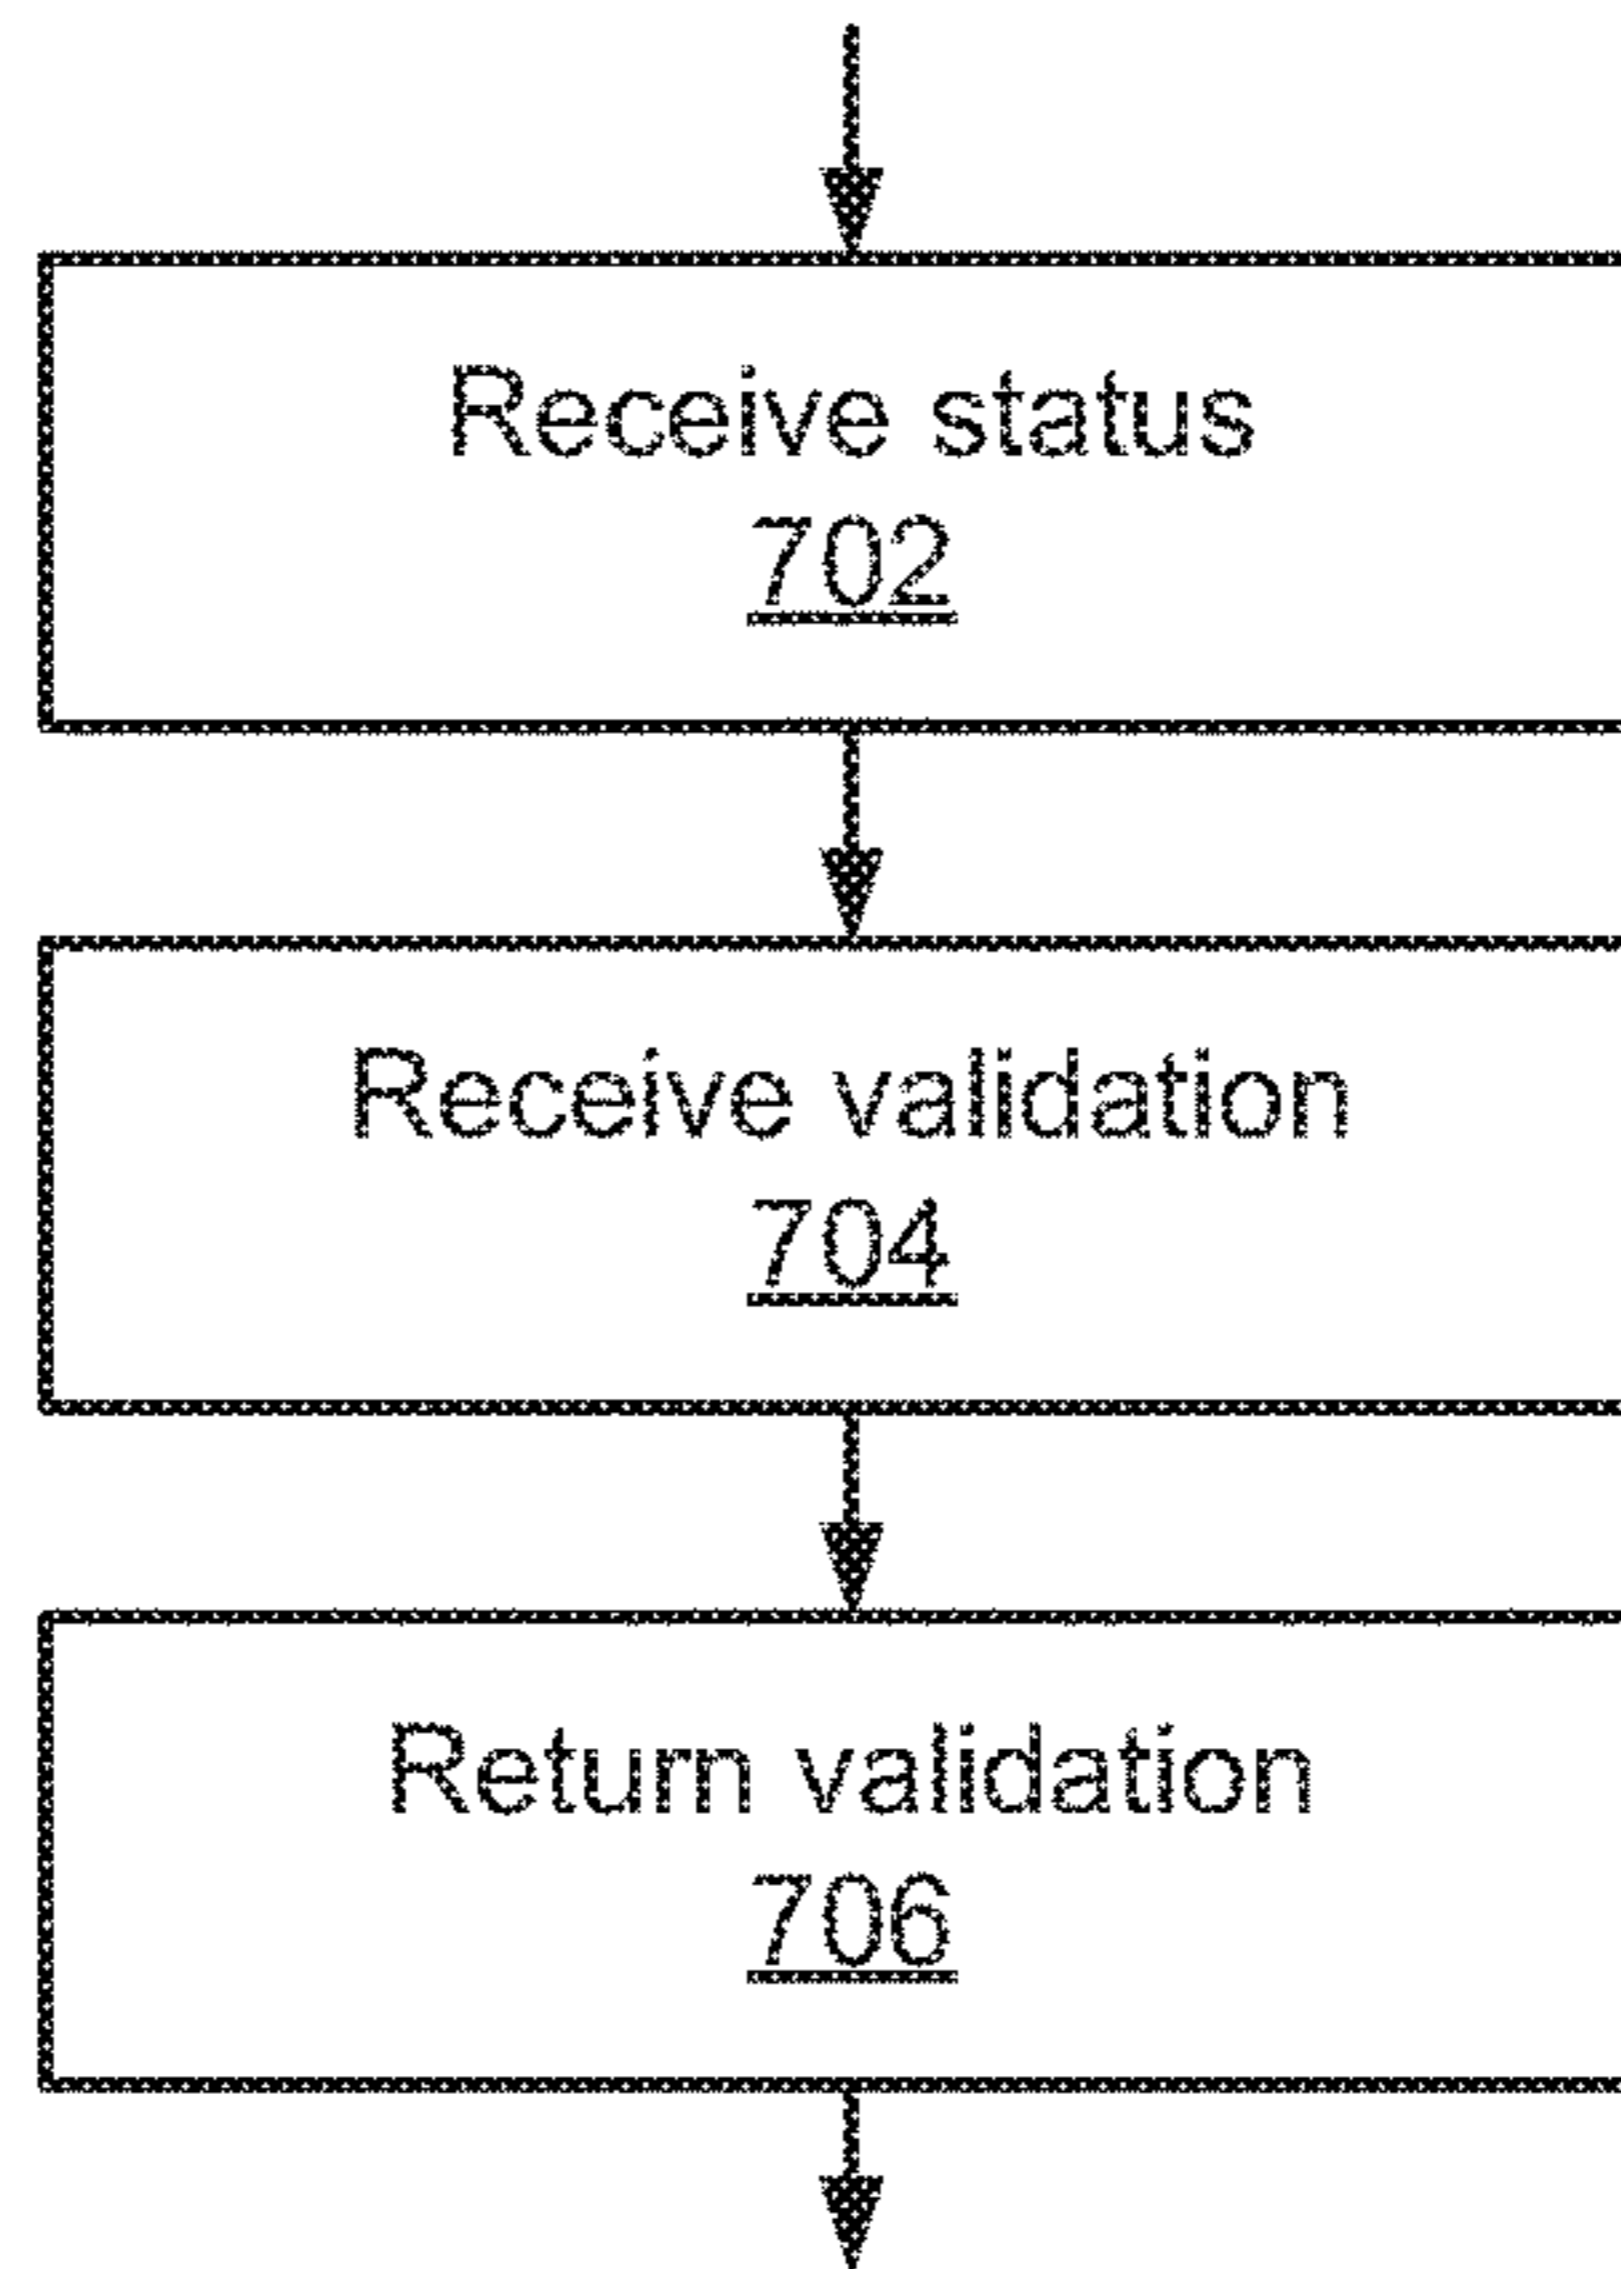 Receive status
702
Receive validation
704
Return validation
706